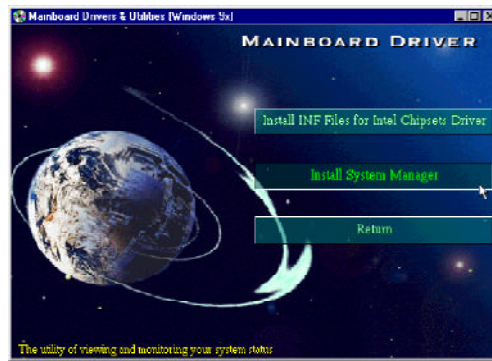 Mainboard Drivers & Utilities [Windows 9x]
MAINBOARD DRIVER
Install INF Files for Intel Chipsets Driver
Install System Manager
Return
The utility of viewing and monitoring your system status